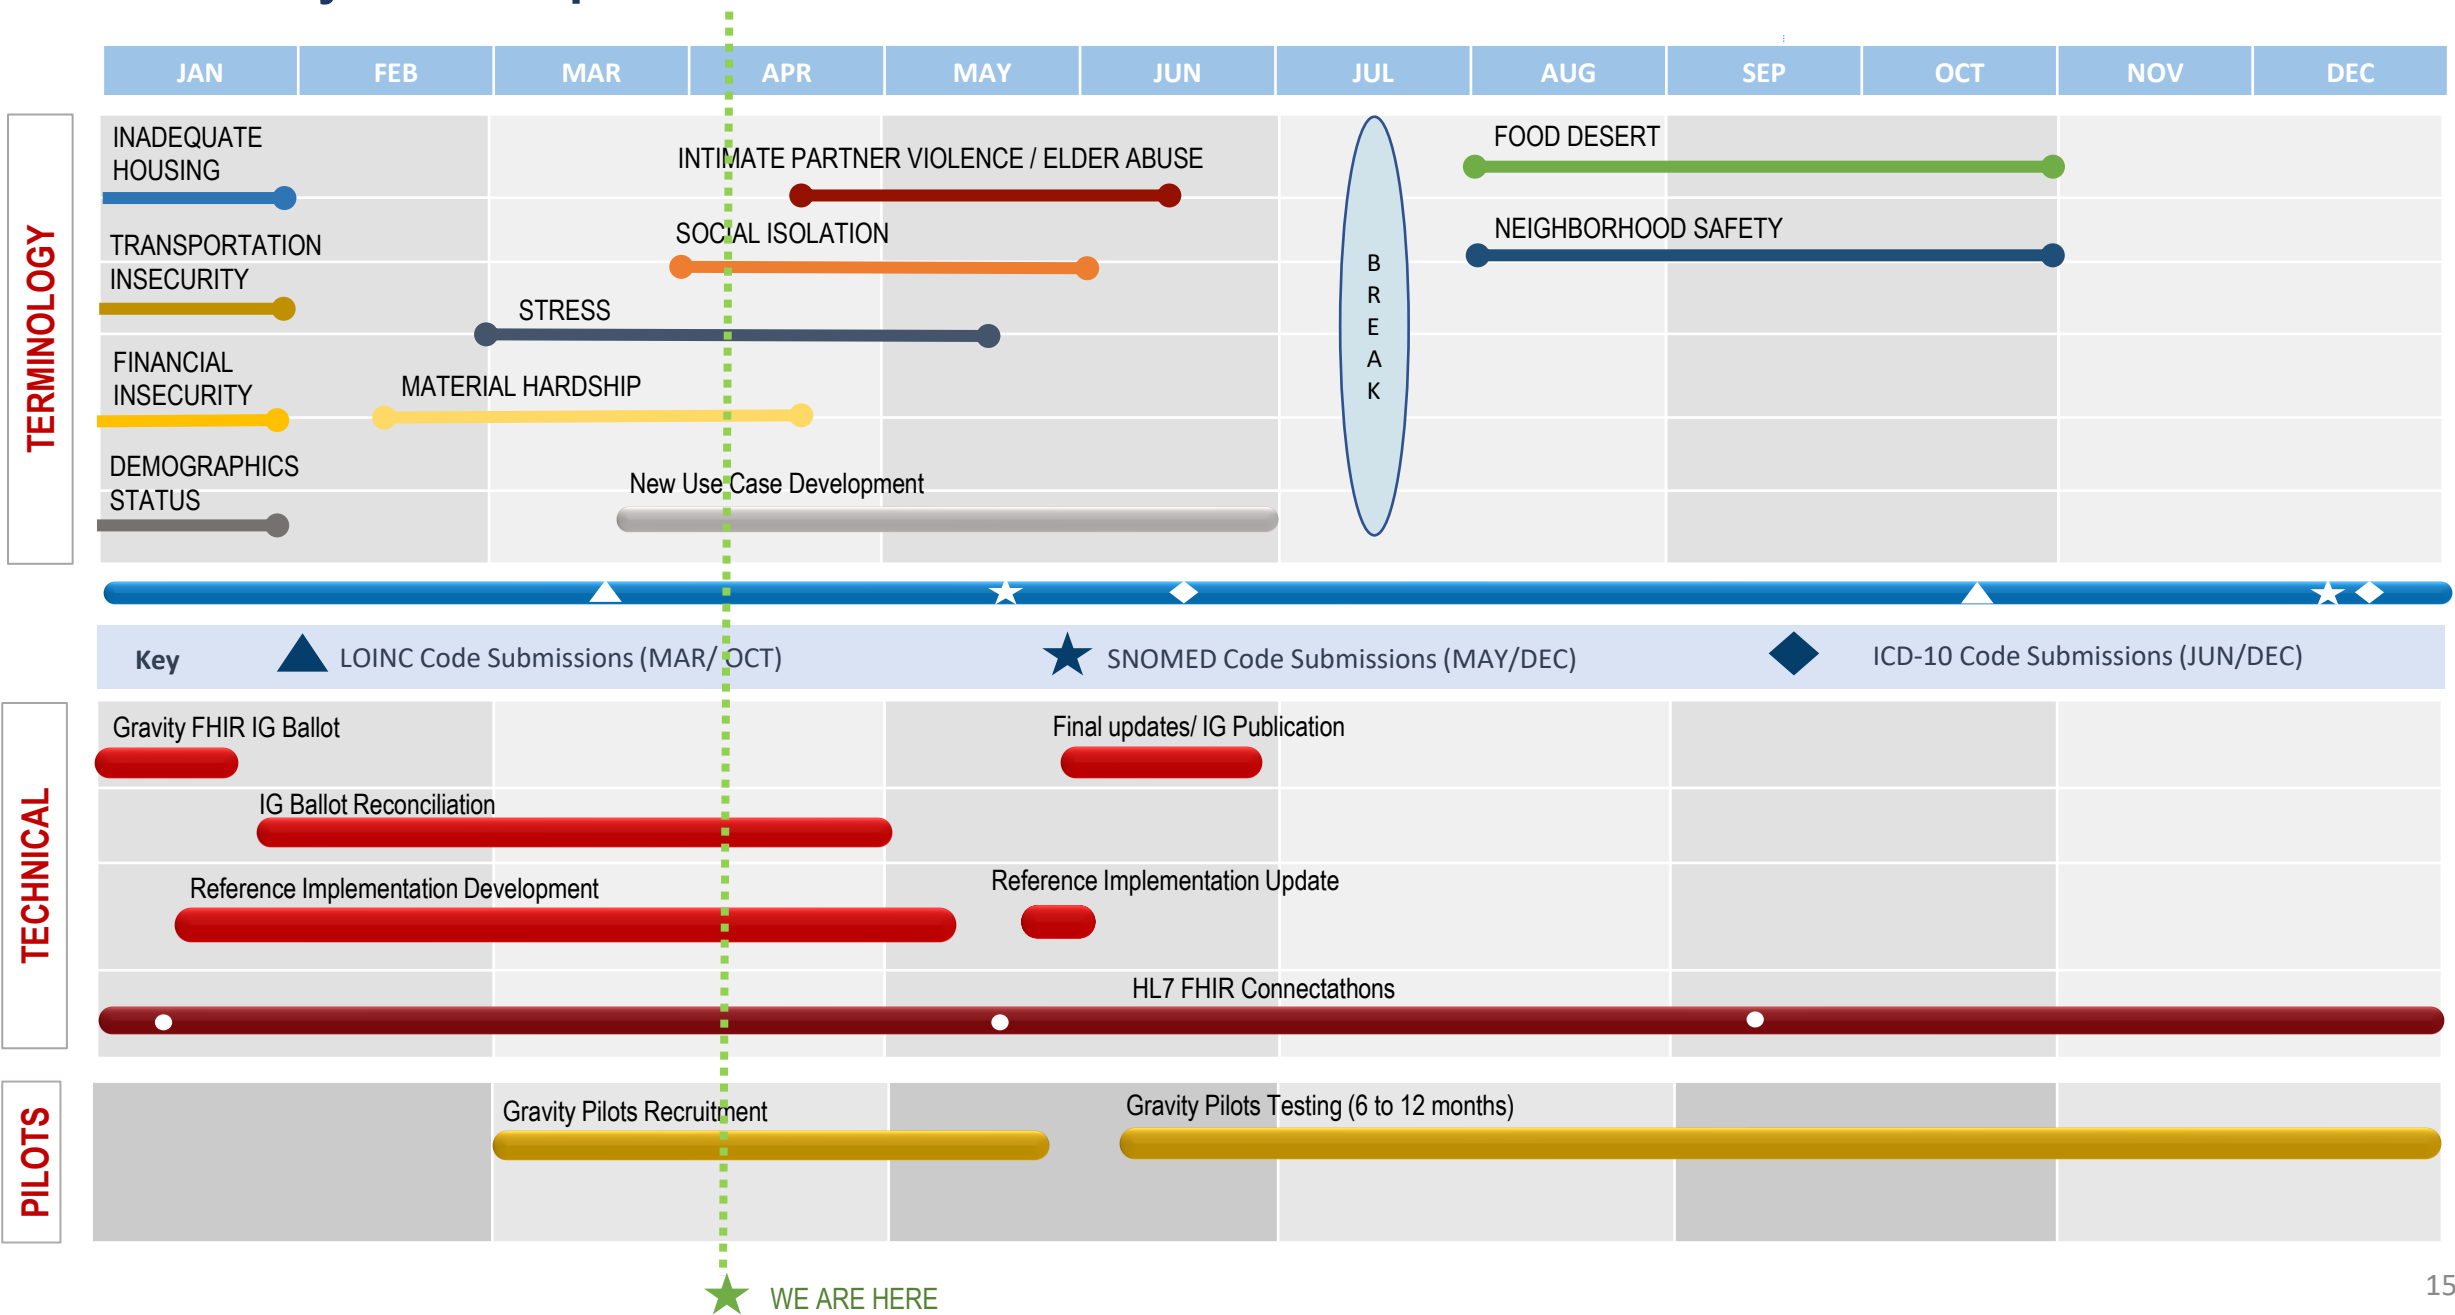 JAN FEB MAR APR MAY JUN JUL AUG SEP OCT NOV DEC
TERMINOLOGY
INADEQUATE
HOUSING
INTIMATE PARTNER VIOLENCE / ELDER ABUSE
FOOD DESERT
TRANSPORTATION
INSECURITY
SOCIAL ISOLATION
NEIGHBORHOOD SAFETY
STRESS
B
R
E
A
K
FINANCIAL
INSECURITY
MATERIAL HARDSHIP
DEMOGRAPHICS
STATUS
New Use Case Development
Key
LOINC Code Submissions (MAR/ OCT)
SNOMED Code Submissions (MAY/DEC)
ICD-10 Code Submissions (JUN/DEC)
TECHNICAL
Gravity FHIR IG Ballot
Final updates/ IG Publication
IG Ballot Reconciliation
Reference Implementation Development
Reference Implementation Update
HL7 FHIR Connectathons
PILOTS
Gravity Pilots Recruitment
Gravity Pilots Testing (6 to 12 months)
WE ARE HERE
15